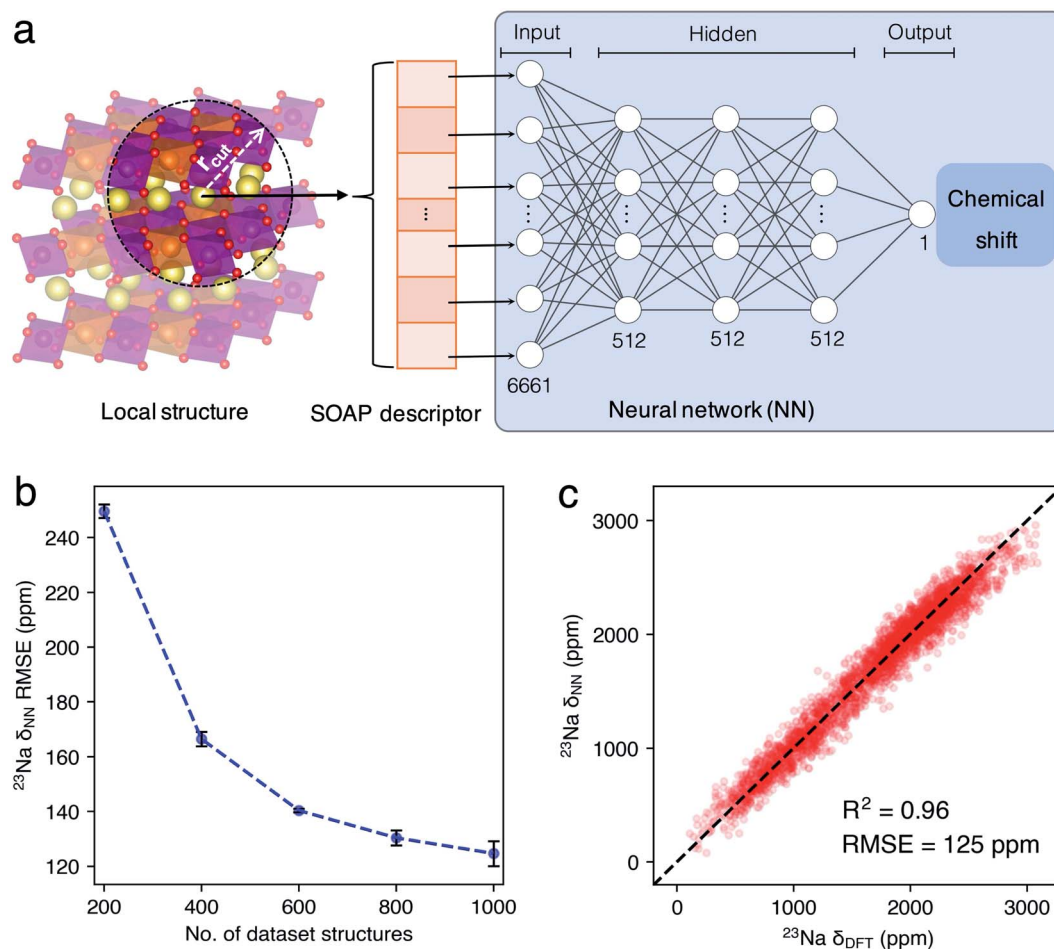 a
Input
Hidden
Output
r_cut
...
Chemical
shift
1
512
512
512
6661
Local structure
SOAP descriptor
Neural network (NN)
b
²³Na δ_NN RMSE (ppm)
240
220
200
180
160
140
120
200
400
600
800
1000
No. of dataset structures
c
²³Na δ_NN (ppm)
3000
2000
1000
0
R² = 0.96
RMSE = 125 ppm
0
1000
2000
3000
²³Na δ_DFT (ppm)